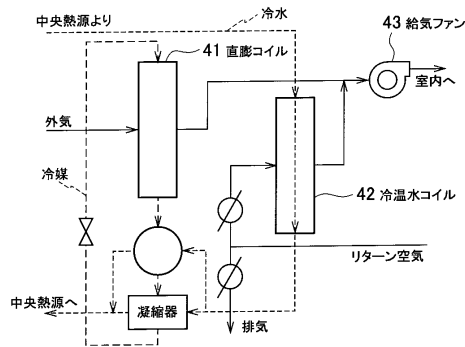 中央熱源より
冷水
41 直膨コイル
43 給気ファン
室内へ
外気
冷媒
42 冷温水コイル
リターン空気
中央熱源へ
凝縮器
排気